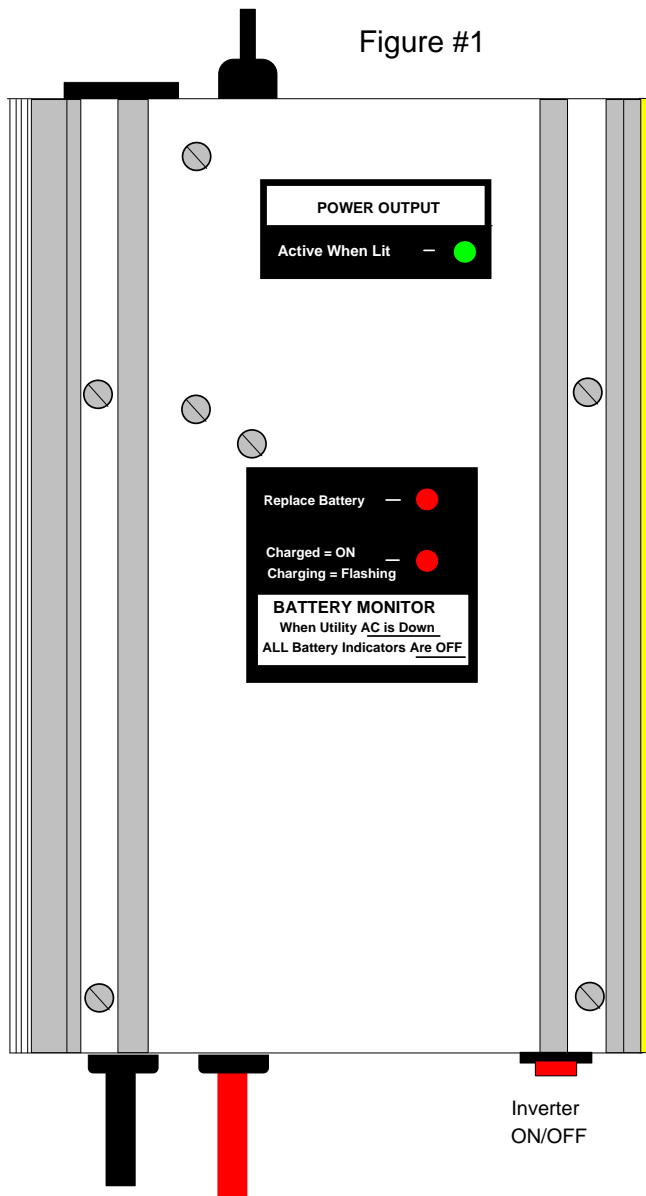 Figure #1
POWER OUTPUT
Active When Lit –
Replace Battery —
Charged = ON —
Charging = Flashing
BATTERY MONITOR
When Utility AC is Down
ALL Battery Indicators Are OFF
Inverter
ON/OFF